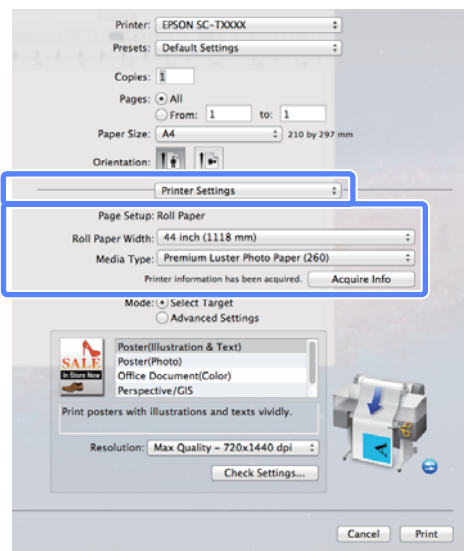 Printer: EPSON SC-TXXXX
Presets: Default Settings
Copies: 1
Pages: All
From: 1 to: 1
Paper Size: A4 210 by 297 mm
Orientation:
Printer Settings
Page Setup: Roll Paper
Roll Paper Width: 44 inch (1118 mm)
Media Type: Premium Luster Photo Paper (260)
Printer information has been acquired. Acquire Info
Mode: Select Target
Advanced Settings
SALE
In Store Now
Poster(Illustration & Text)
Poster(Photo)
Office Document(Color)
Perspective/GIS
Print posters with illustrations and texts vividly.
Resolution: Max Quality - 720x1440 dpi
A
Check Settings...
Cancel Print